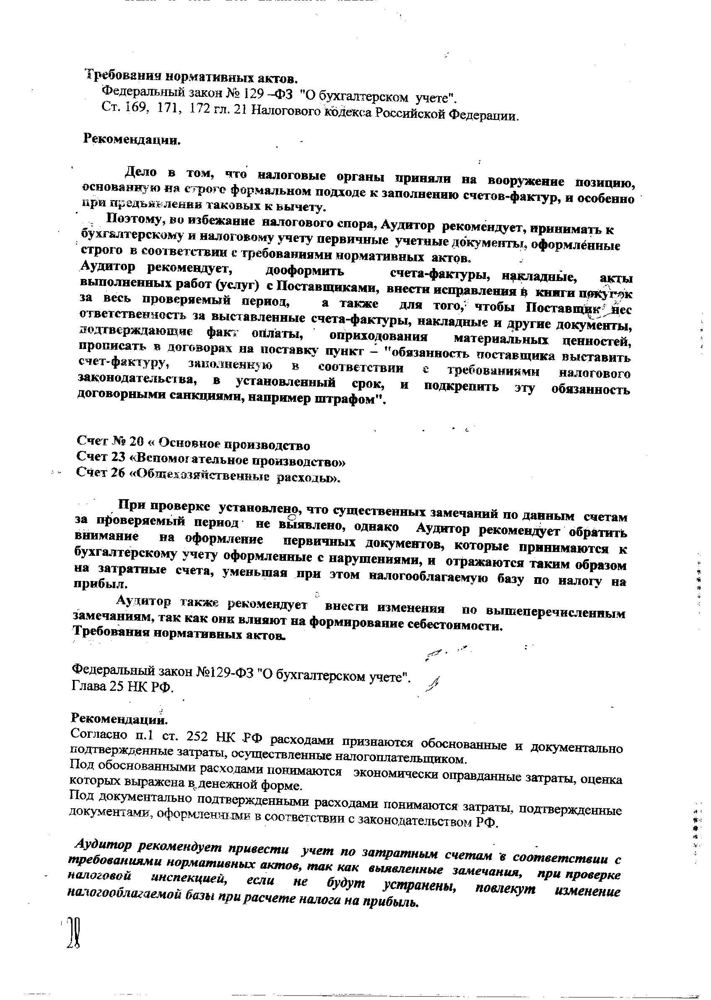 Требования нормативных актов.
Федеральный закон № 129 –ФЗ "О бухгалтерском учете".
Ст. 169, 171, 172 гл. 21 Налогового кодекса Российской Федерации.
Рекомендации.
Дело в том, что налоговые органы приняли на вооружение позицию,
основанную на строго формальном подходе к заполнению счетов-фактур, и особенно
при предъявлении таковых к вычету.
Поэтому, во избежание налогового спора, Аудитор рекомендует, принимать к
бухгалтерскому и налоговому учету первичные учетные документы, оформленные
строго в соответствии с требованиями нормативных актов.
Аудитор рекомендует, дооформить счета-фактуры, накладные, акты
выполненных работ (услуг) с Поставщиками, внести исправления в книги покупок
за весь проверяемый период, а также для того, чтобы Поставщик нес
ответственность за выставленные счета-фактуры, накладные и другие документы,
подтверждающие факт оплаты, оприходования материальных ценностей,
прописать в договорах на поставку пункт – "обязанность поставщика выставить
счет-фактуру, заполненную в соответствии с требованиями налогового
законодательства, в установленный срок, и подкрепить эту обязанность
договорными санкциями, например штрафом".
Счет № 20 « Основное производство
Счет 23 «Вспомогательное производство»
Счет 26 «Общехозяйственные расходы».
При проверке установлено, что существенных замечаний по данным счетам
за проверяемый период не выявлено, однако Аудитор рекомендует обратить
внимание на оформление первичных документов, которые принимаются к
бухгалтерскому учету оформленные с нарушениями, и отражаются таким образом
на затратные счета, уменьшая при этом налогооблагаемую базу по налогу на
прибыл.
Аудитор также рекомендует внести изменения по вышеперечисленным
замечаниям, так как они влияют на формирование себестоимости.
Требования нормативных актов.
Федеральный закон №129-ФЗ "О бухгалтерском учете".
Глава 25 НК РФ.
Рекомендации.
Согласно п.1 ст. 252 НК РФ расходами признаются обоснованные и документально
подтвержденные затраты, осуществленные налогоплательщиком.
Под обоснованными расходами понимаются экономически оправданные затраты, оценка
которых выражена в денежной форме.
Под документально подтвержденными расходами понимаются затраты, подтвержденные
документами, оформленными в соответствии с законодательством РФ.
Аудитор рекомендует привести учет по затратным счетам в соответствии с
требованиями нормативных актов, так как выявленные замечания, при проверке
налоговой инспекцией, если не будут устранены, повлекут изменение
налогооблагаемой базы при расчете налога на прибыль.
28